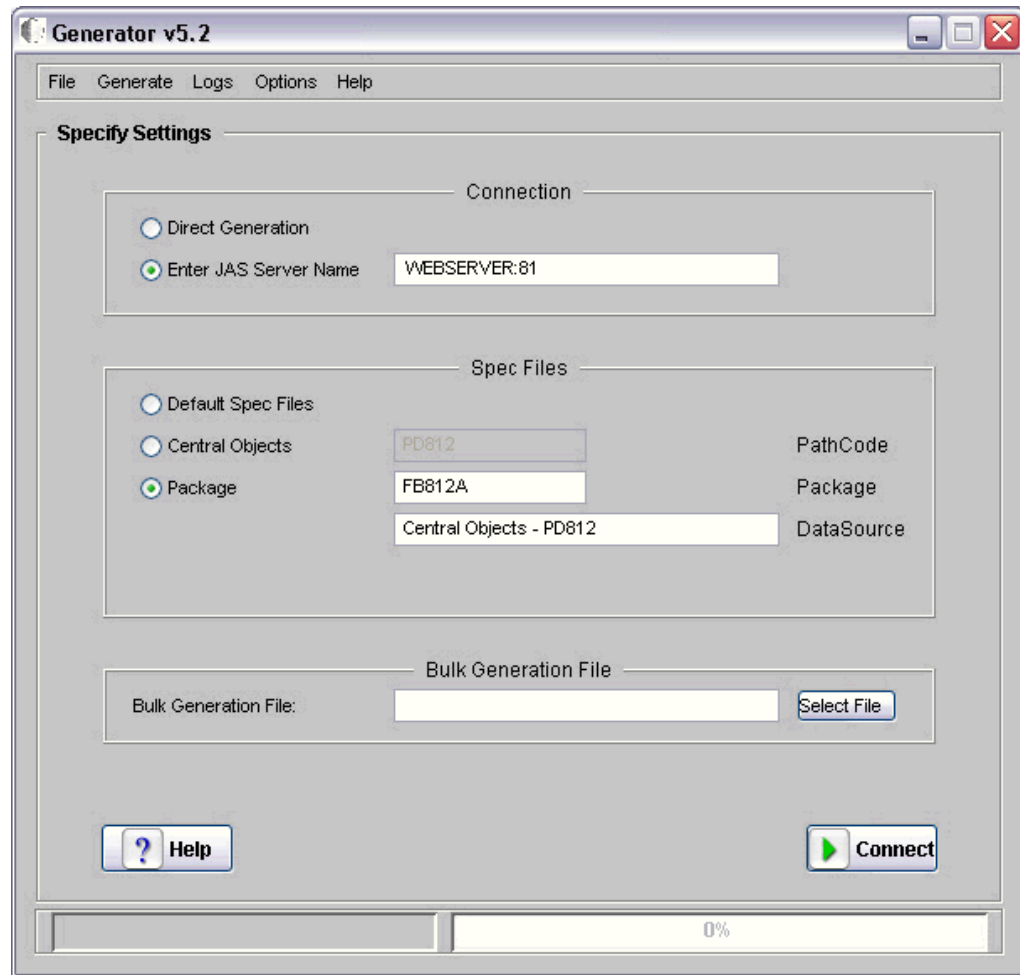 Generator v5.2
File Generate Logs Options Help
Specify Settings
Connection
Direct Generation
Enter JAS Server Name WEBSERVER:81
Spec Files
Default Spec Files
Central Objects PD812 PathCode
Package FB812A Package
Central Objects - PD812 DataSource
Bulk Generation File
Bulk Generation File: Select File
? Help Connect
0%